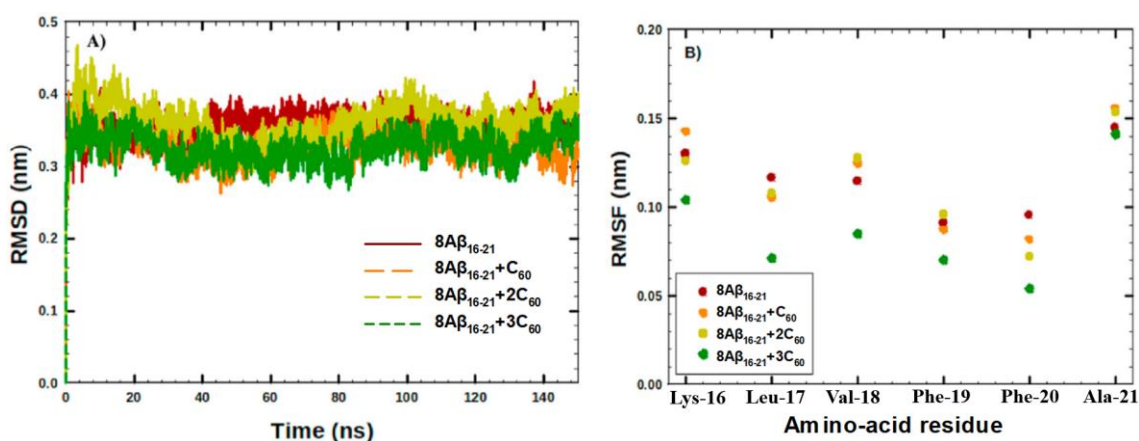 A)
RMSD (nm)
0.5
0.4
0.3
0.2
0.1
0.0
0 20 40 60 80 100 120 140
Time (ns)
8Aβ₁₆₋₂₁
8Aβ₁₆₋₂₁+C₆₀
8Aβ₁₆₋₂₁+2C₆₀
8Aβ₁₆₋₂₁+3C₆₀
B)
RMSF (nm)
0.20
0.15
0.10
0.05
0.00
8Aβ₁₆₋₂₁
8Aβ₁₆₋₂₁+C₆₀
8Aβ₁₆₋₂₁+2C₆₀
8Aβ₁₆₋₂₁+3C₆₀
Lys-16 Leu-17 Val-18 Phe-19 Phe-20 Ala-21
Amino-acid residue